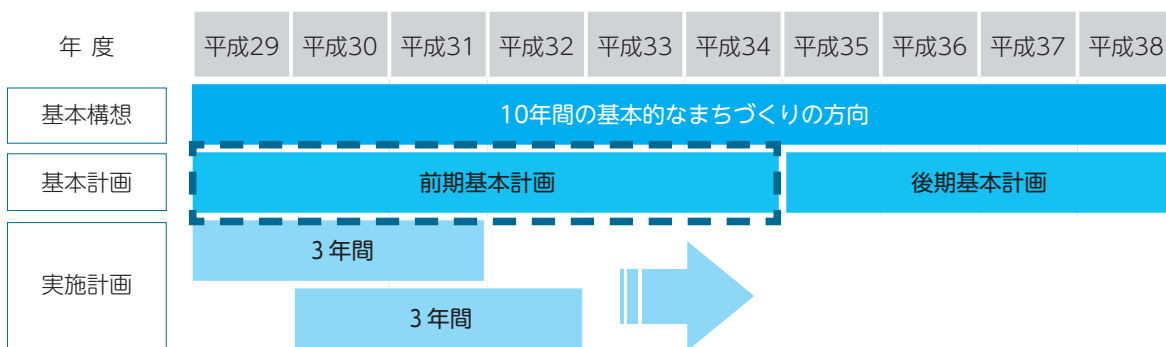 年 度 平成29 平成30 平成31 平成32 平成33 平成34 平成35 平成36 平成37 平成38
基本構想 10年間の基本的なまちづくりの方向
基本計画 前期基本計画 後期基本計画
実施計画
3年間
3年間